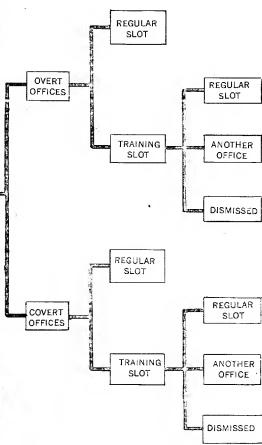 REGULAR
SLOT
OVERT
OFFICES
REGULAR
SLOT
TRAINING
SLOT
ANOTHER
OFFICE
DISMISSED
REGULAR
SLOT
COVERT
OFFICES
REGULAR
SLOT
TRAINING
SLOT
ANOTHER
OFFICE
DISMISSED